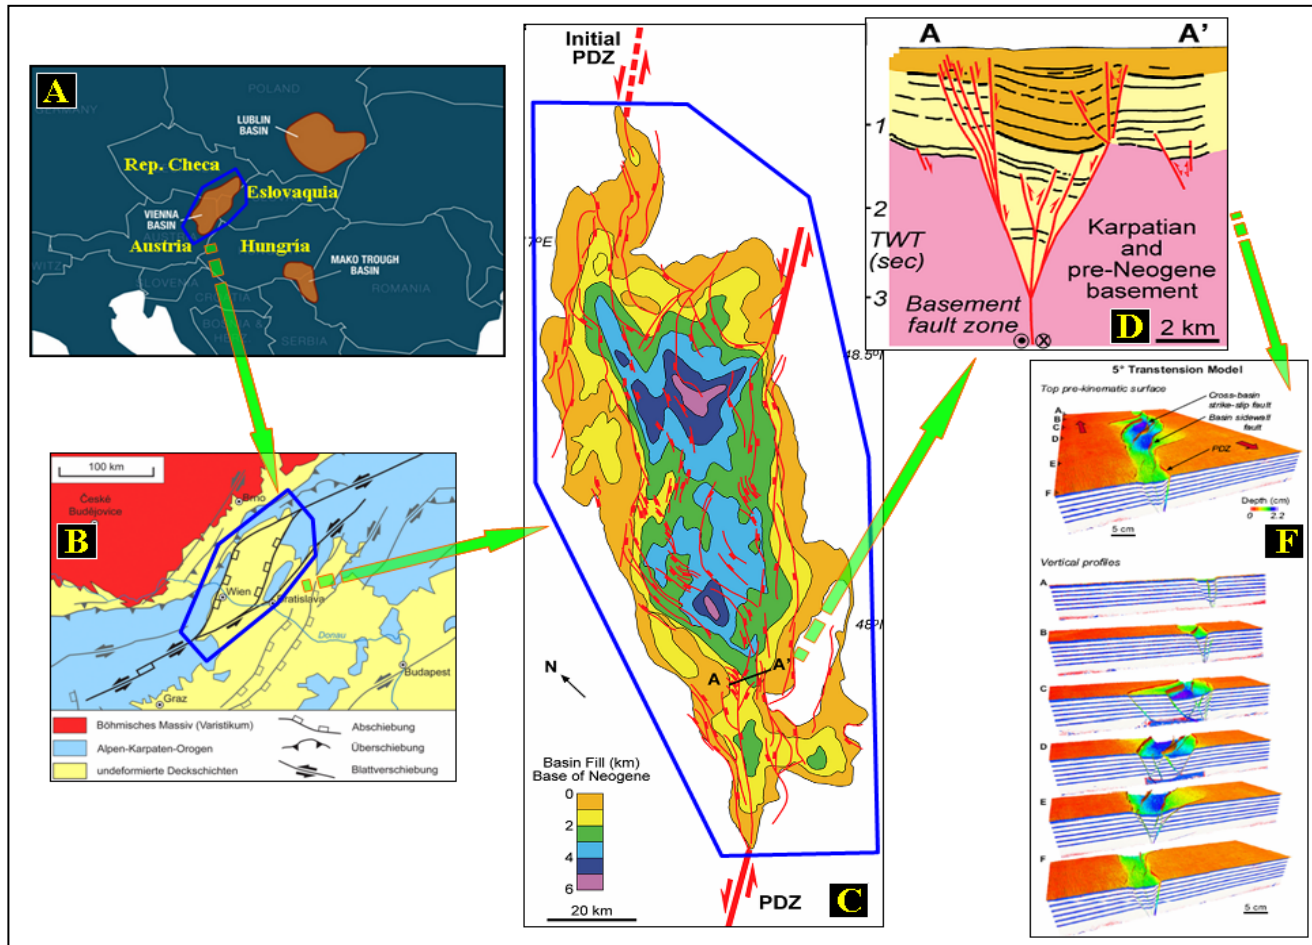 A
POLAND
GERMANY
LUBLIN
BASIN
Rep. Checa
Eslovaquia
VIENNA
BASIN
Austria
Hungría
MAKO TROUGH
BASIN
SLOVENIA
CROATIA
ROMANIA
BOSNIA &
SERBIA
100 km
České
Budějovice
Brno
B
Wien
Bratislava
Donau
Budapest
Graz
Böhmisches Massiv (Varistikum)
Abschiebung
Alpen-Karpaten-Orogen
Überschiebung
undeformierte Deckschichten
Blattverschiebung
Initial
PDZ
48.5°
48°
N
A
A'
Basin Fill (km)
Base of Neogene
0
2
4
6
20 km
PDZ
C
A
A'
1
2
TWT
(sec)
3
Karpatian
and
pre-Neogene
basement
Basement
fault zone
D
2 km
5° Transtension Model
Top pre-kinematic surface
Cross-basin
strike-slip fault
Basin sidewall
fault
PDZ
A
B
C
D
E
F
Depth (cm)
0
2.2
5 cm
F
Vertical profiles
A
B
C
D
E
F
5 cm